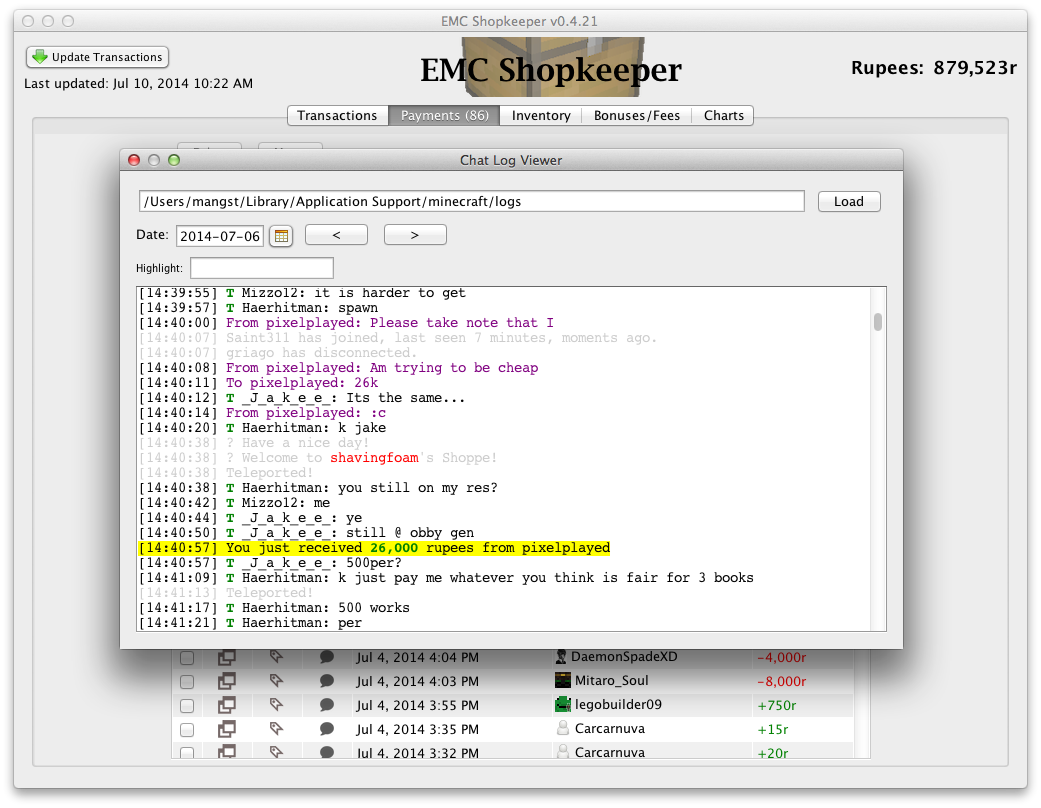 EMC Shopkeeper v0.4.21
Update Transactions
Last updated: Jul 10, 2014 10:22 AM
EMC Shopkeeper
Rupees: 879,523r
Transactions
Payments (86)
Inventory
Bonuses/Fees
Charts
Chat Log Viewer
/Users/mangst/Library/Application Support/minecraft/logs
Load
Date: 2014-07-06
<
>
Highlight:
[14:39:55] T Mizzo12: it is harder to get
[14:39:57] T Haerhitman: spawn
[14:40:00] From pixelplayed: Please take note that I
[14:40:07] Saint311 has joined, last seen 7 minutes, moments ago.
[14:40:07] griago has disconnected.
[14:40:08] From pixelplayed: Am trying to be cheap
[14:40:11] To pixelplayed: 26k
[14:40:12] T _J_a_k_e_e_: Its the same...
[14:40:14] From pixelplayed: :c
[14:40:20] T Haerhitman: k jake
[14:40:38] ? Have a nice day!
[14:40:38] ? Welcome to shavingfoam's Shoppe!
[14:40:38] Teleported!
[14:40:38] T Haerhitman: you still on my res?
[14:40:42] T Mizzo12: me
[14:40:44] T _J_a_k_e_e_: ye
[14:40:50] T _J_a_k_e_e_: still @ obby gen
[14:40:57] You just received 26,000 rupees from pixelplayed
[14:40:57] T _J_a_k_e_e_: 500per?
[14:41:09] T Haerhitman: k just pay me whatever you think is fair for 3 books
[14:41:13] Teleported!
[14:41:17] T Haerhitman: 500 works
[14:41:21] T Haerhitman: per
Jul 4, 2014 4:04 PM DaemonSpadeXD -4,000r
Jul 4, 2014 4:03 PM Mitaro_Soul -8,000r
Jul 4, 2014 3:55 PM legobuilder09 +750r
Jul 4, 2014 3:35 PM Carcarnuva +15r
Jul 4, 2014 3:32 PM Carcarnuva +20r